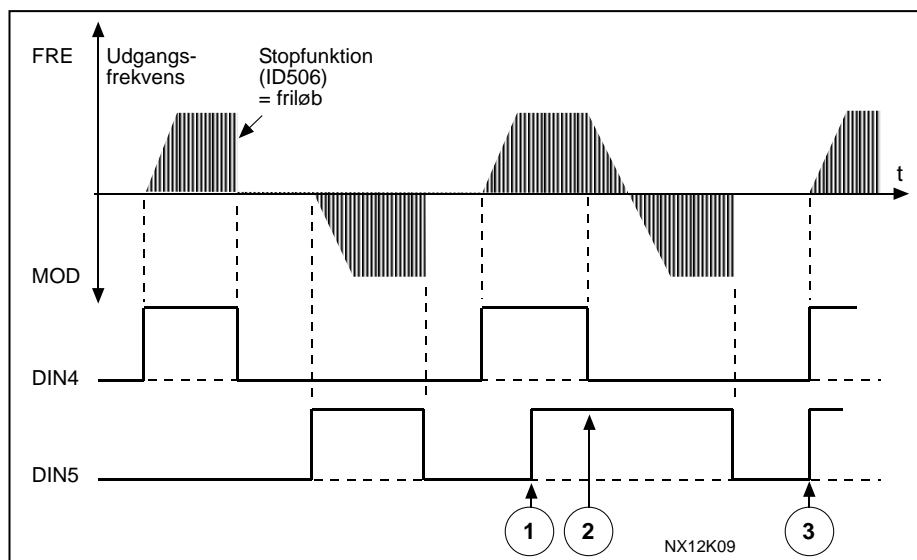 FRE
Udgangs-
frekvens
Stopfunktion
(ID506)
= friløb
t
MOD
DIN4
DIN5
1
2
3
NX12K09